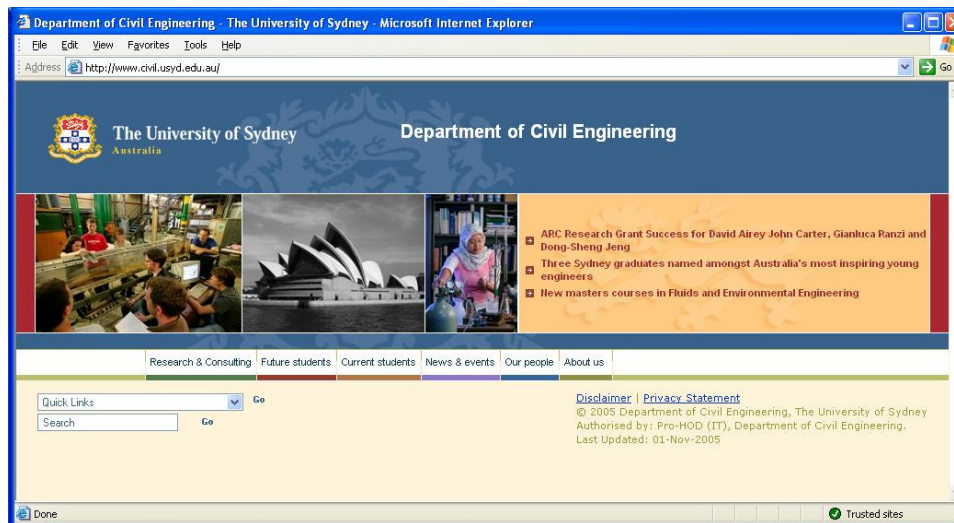 Department of Civil Engineering - The University of Sydney - Microsoft Internet Explorer
File Edit View Favorites Tools Help
Address http://www.civil.usyd.edu.au/ Go
The University of Sydney
Australia
Department of Civil Engineering
ARC Research Grant Success for David Airey John Carter, Gianluca Ranzi and
Dong-Sheng Jeng
Three Sydney graduates named amongst Australia's most inspiring young
engineers
New masters courses in Fluids and Environmental Engineering
Research & Consulting Future students Current students News & events Our people About us
Quick Links Go
Search Go
Disclaimer | Privacy Statement
© 2005 Department of Civil Engineering, The University of Sydney
Authorised by: Pro-HOD (IT), Department of Civil Engineering.
Last Updated: 01-Nov-2005
Done Trusted sites